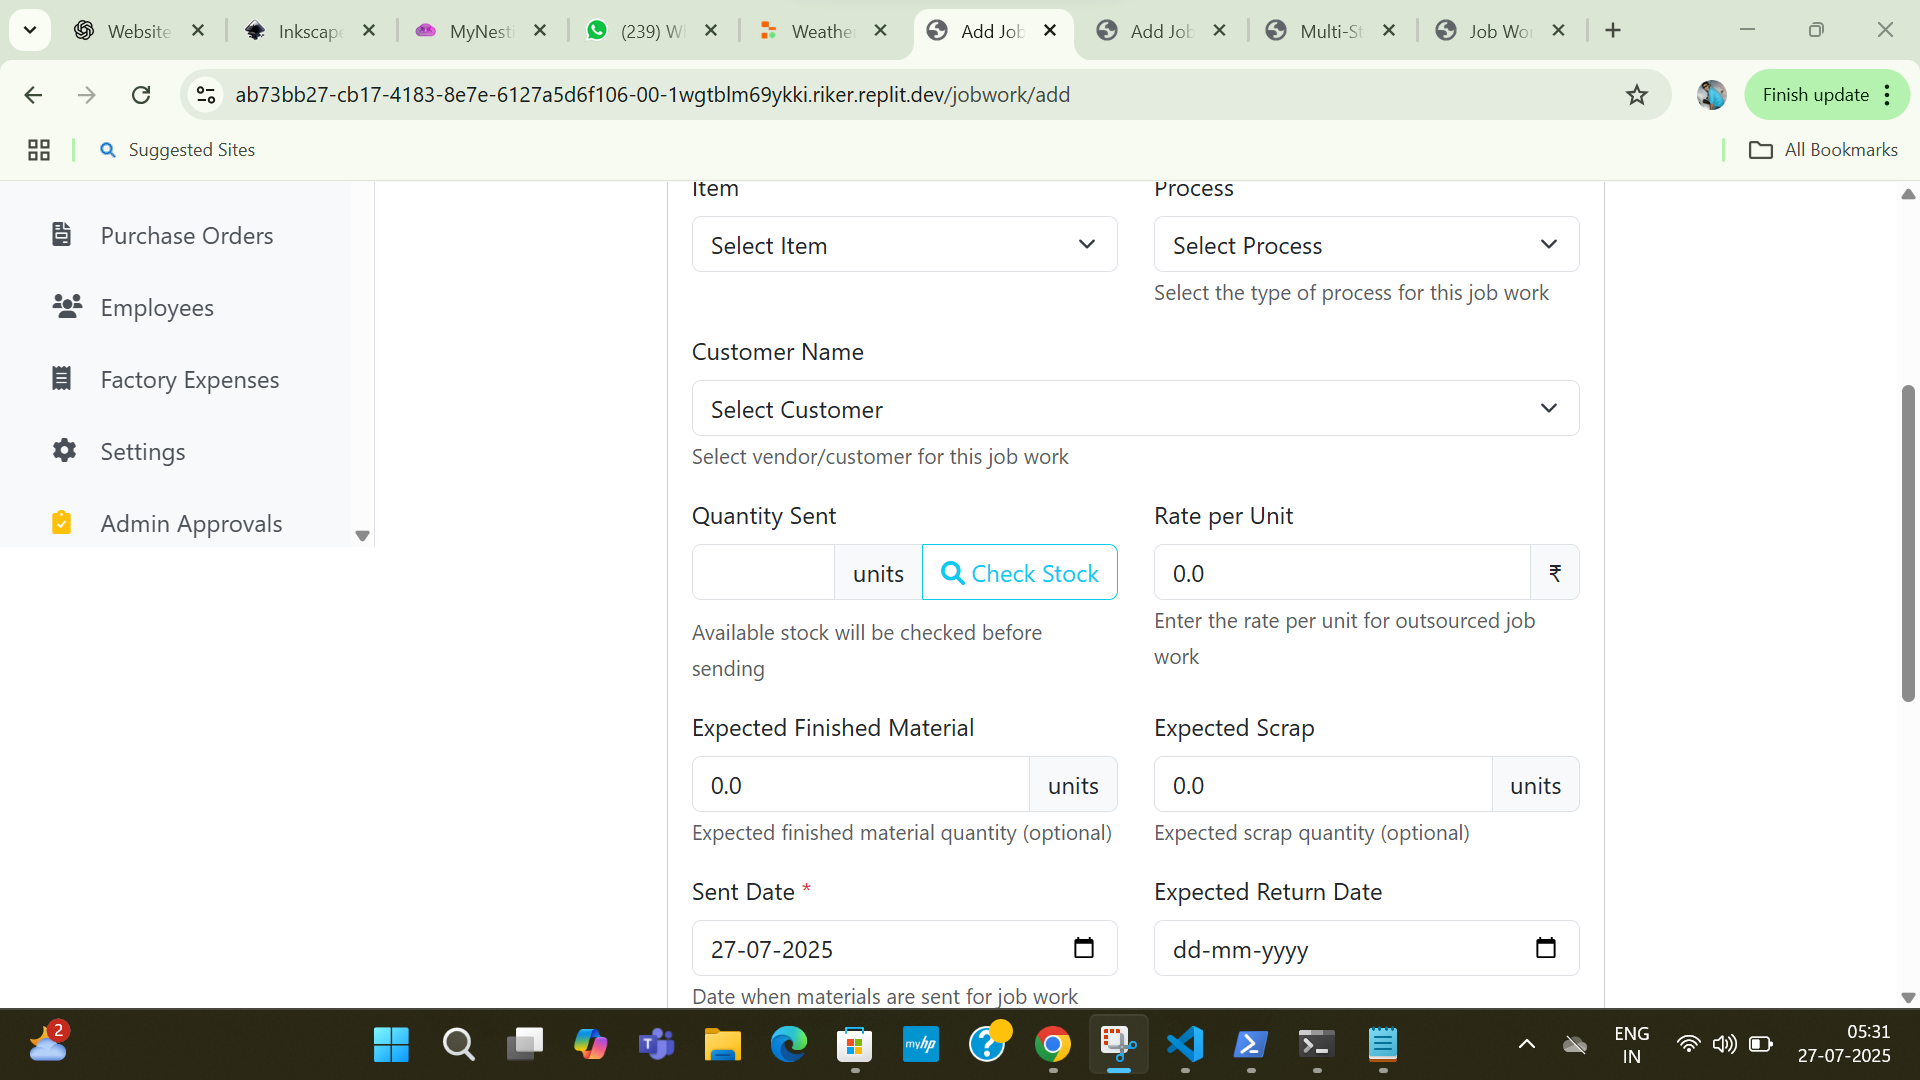 Website
Inkscape
MyNesti
(239) W
Weather
Add Job
Add Job
Multi-St
Job Wor
ab73bb27-cb17-4183-8e7e-6127a5d6f106-00-1wgtblm69ykki.riker.replit.dev/jobwork/add
Finish update
Suggested Sites
All Bookmarks
Purchase Orders
Employees
Factory Expenses
Settings
Admin Approvals
Item
Process
Select Item
Select Process
Select the type of process for this job work
Customer Name
Select Customer
Select vendor/customer for this job work
Quantity Sent
Rate per Unit
units
Check Stock
0.0
₹
Available stock will be checked before
sending
Enter the rate per unit for outsourced job
work
Expected Finished Material
Expected Scrap
0.0
units
0.0
units
Expected finished material quantity (optional)
Expected scrap quantity (optional)
Sent Date *
Expected Return Date
27-07-2025
dd-mm-yyyy
Date when materials are sent for job work
2
myhp
ENG
IN
05:31
27-07-2025